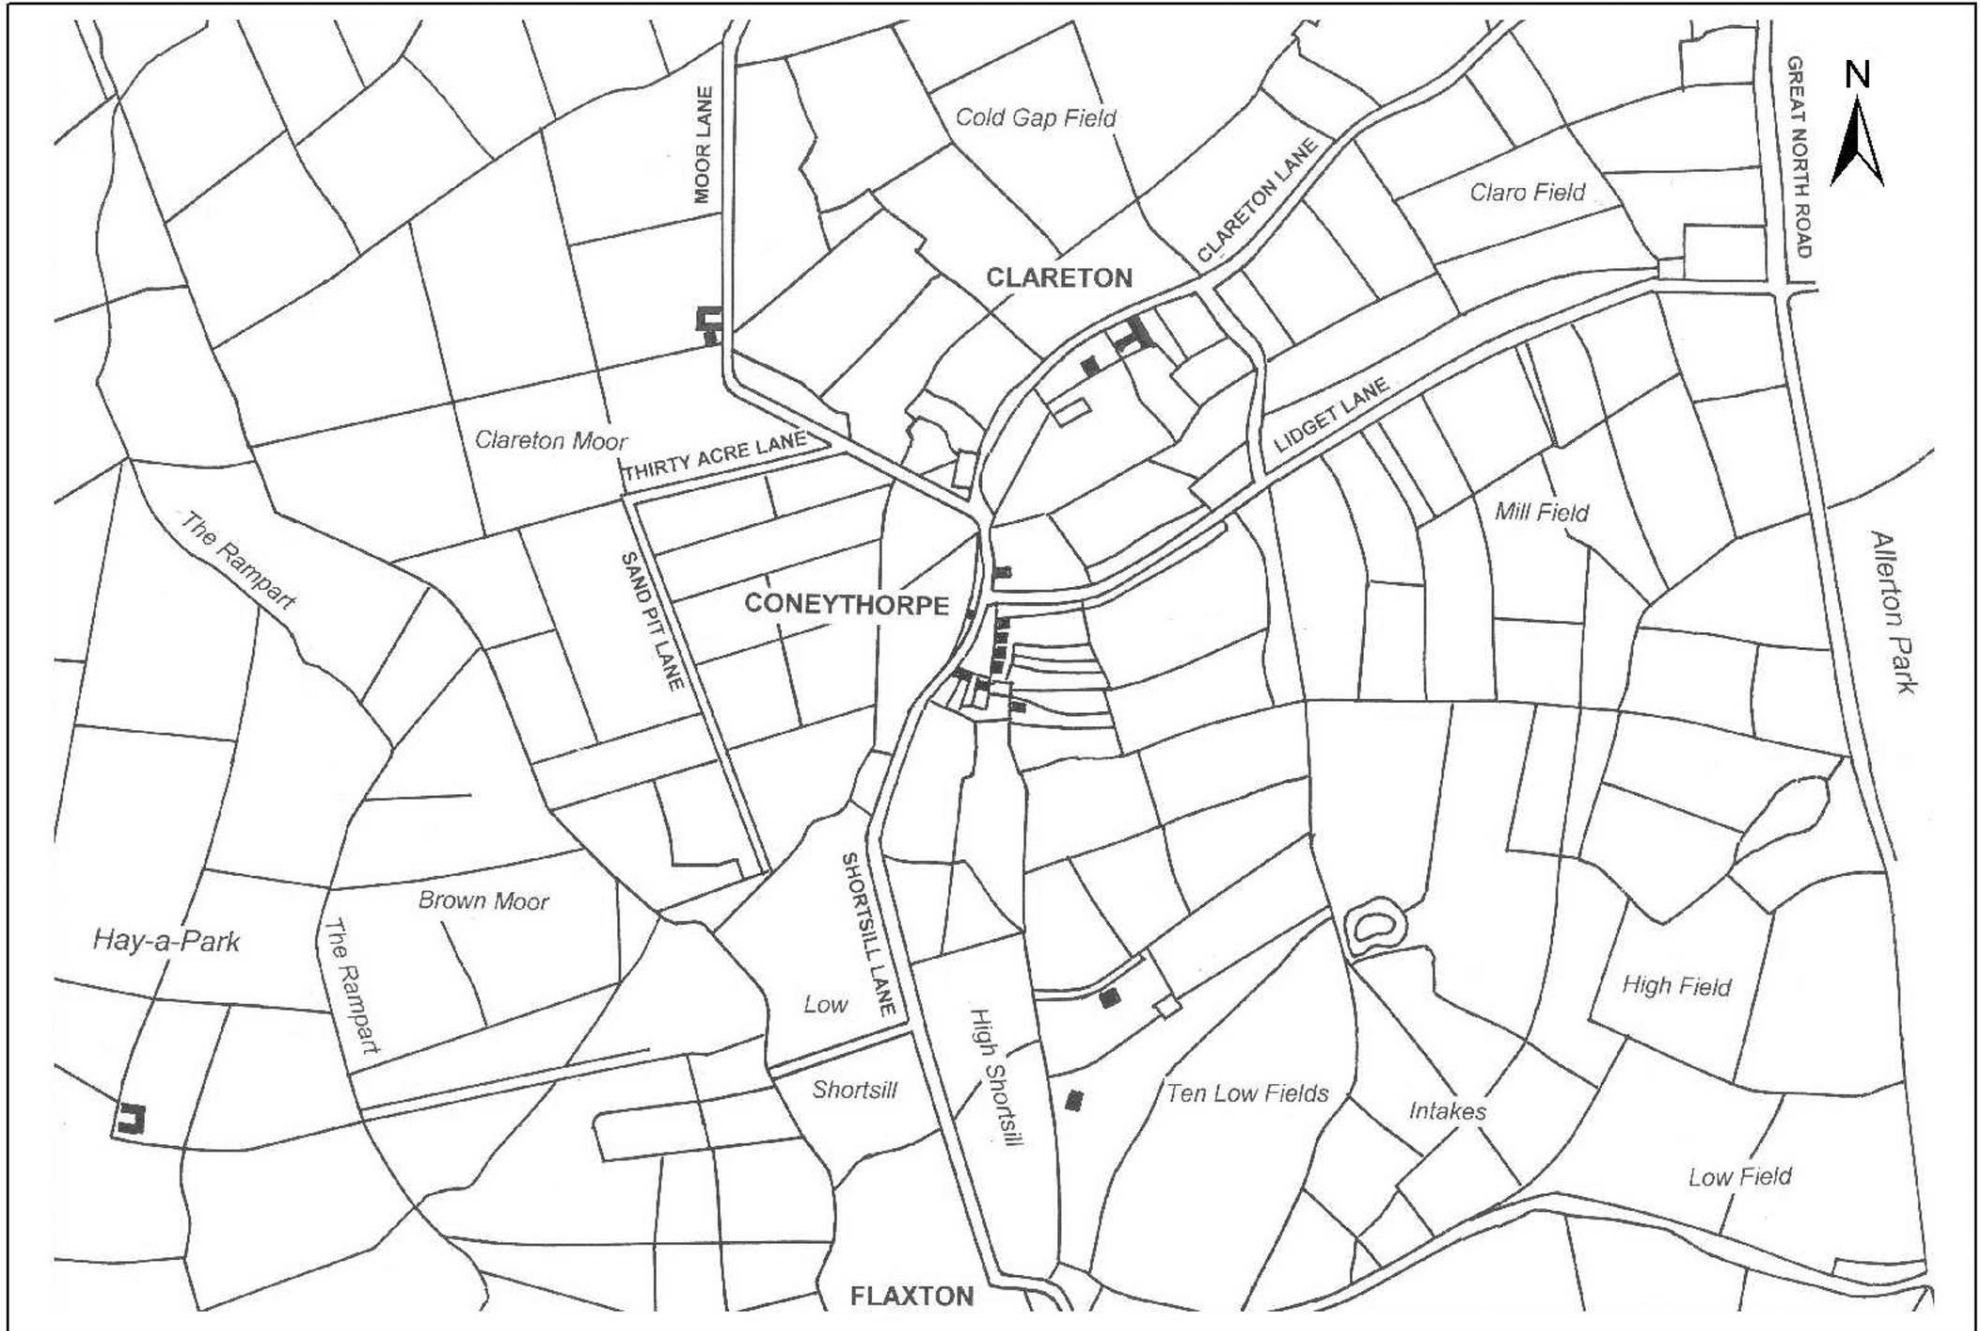 N
GREAT NORTH ROAD
MOOR LANE
Cold Gap Field
CLARETON LANE
Claro Field
CLARETON
LIDGET LANE
Clareton Moor
THIRTY ACRE LANE
The Rampart
Mill Field
SAND PIT LANE
CONEYTHORPE
Allerton Park
SHORTSILL LANE
Brown Moor
Hay-a-Park
The Rampart
Low
High Shortsill
High Field
Shortsill
Ten Low Fields
Intakes
Low Field
FLAXTON